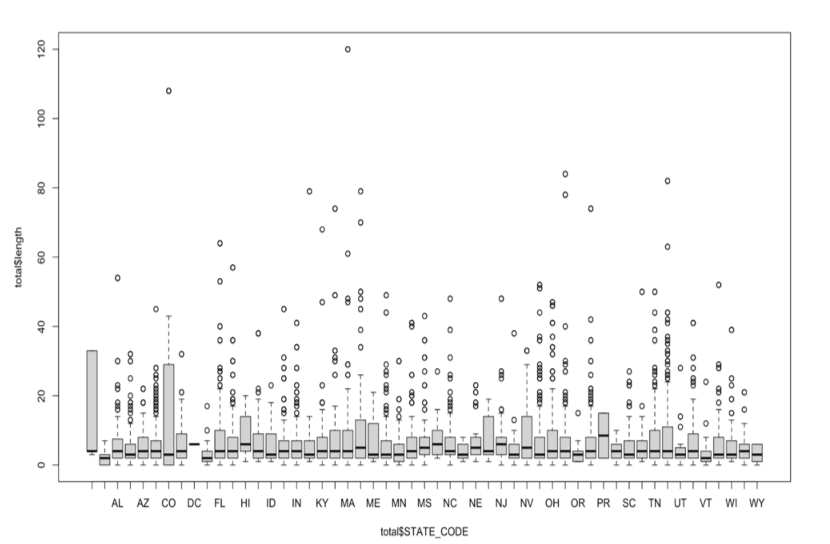 total$length
120
100
80
60
40
20
0
AL AZ CO DC FL HI ID IN KY MA ME MN MS NC NE NJ NV OH OR PR SC TN UT VT WI WY
total$STATE_CODE